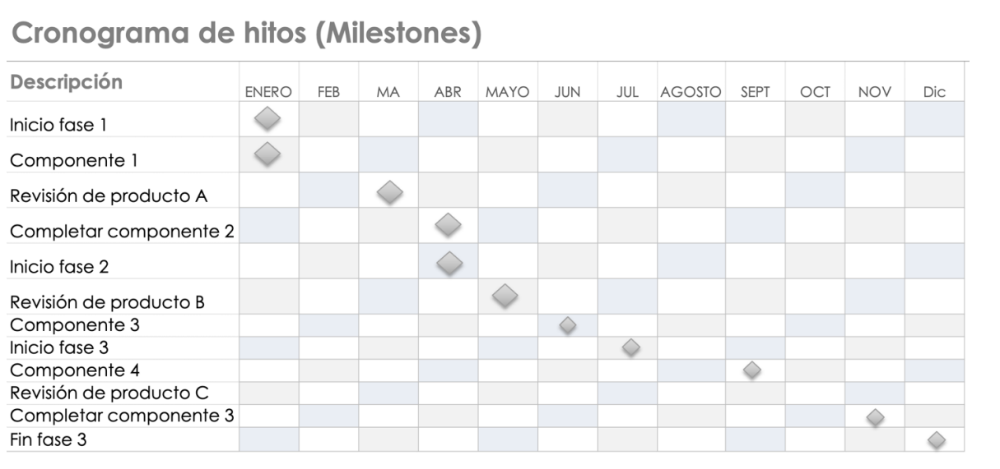 Cronograma de hitos (Milestones)
Descripción ENERO FEB MA ABR MAYO JUN JUL AGOSTO SEPT OCT NOV Dic
Inicio fase 1
Componente 1
Revisión de producto A
Completar componente 2
Inicio fase 2
Revisión de producto B
Componente 3
Inicio fase 3
Componente 4
Revisión de producto C
Completar componente 3
Fin fase 3